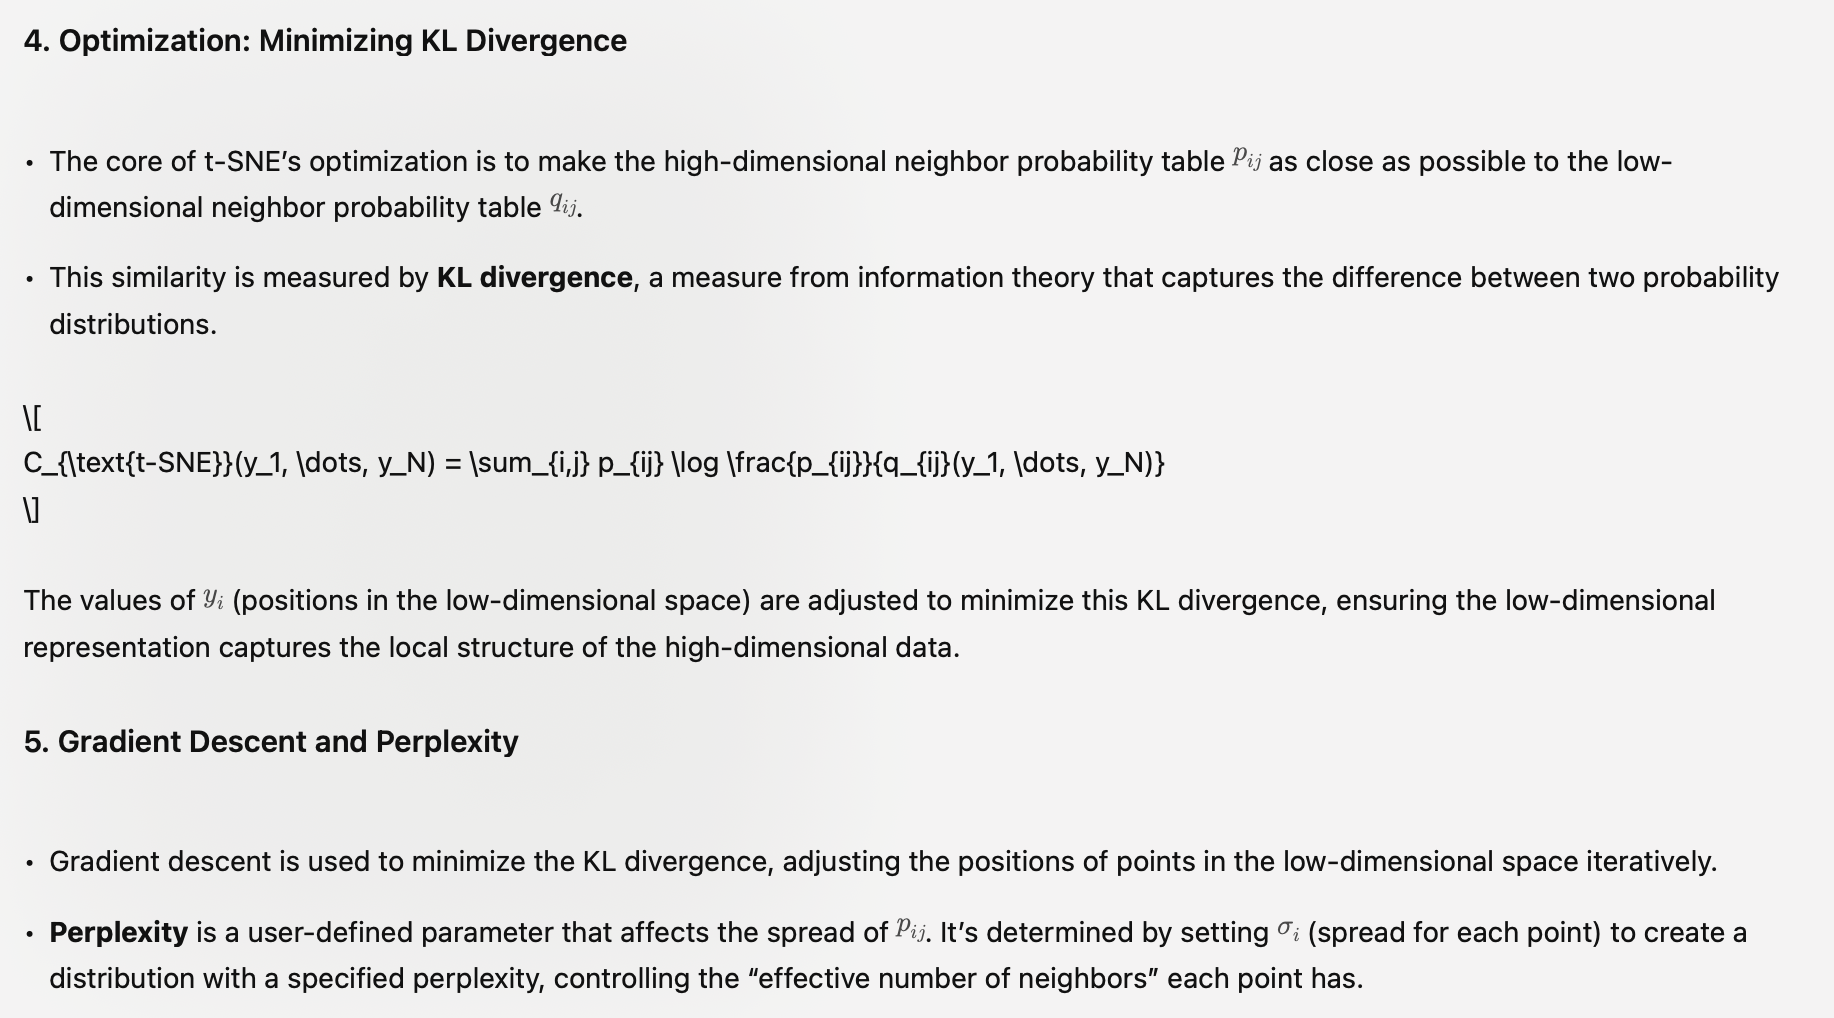 4. Optimization: Minimizing KL Divergence
• The core of t-SNE’s optimization is to make the high-dimensional neighbor probability table p_{ij} as close as possible to the low-
dimensional neighbor probability table q_{ij}.
• This similarity is measured by KL divergence, a measure from information theory that captures the difference between two probability
distributions.
\[
C_{\text{t-SNE}}(y_1, \dots, y_N) = \sum_{i,j} p_{ij} \log \frac{p_{ij}}{q_{ij}(y_1, \dots, y_N)}
\]
The values of y_i (positions in the low-dimensional space) are adjusted to minimize this KL divergence, ensuring the low-dimensional
representation captures the local structure of the high-dimensional data.
5. Gradient Descent and Perplexity
• Gradient descent is used to minimize the KL divergence, adjusting the positions of points in the low-dimensional space iteratively.
• Perplexity is a user-defined parameter that affects the spread of p_{ij}. It’s determined by setting σ_i (spread for each point) to create a
distribution with a specified perplexity, controlling the “effective number of neighbors” each point has.